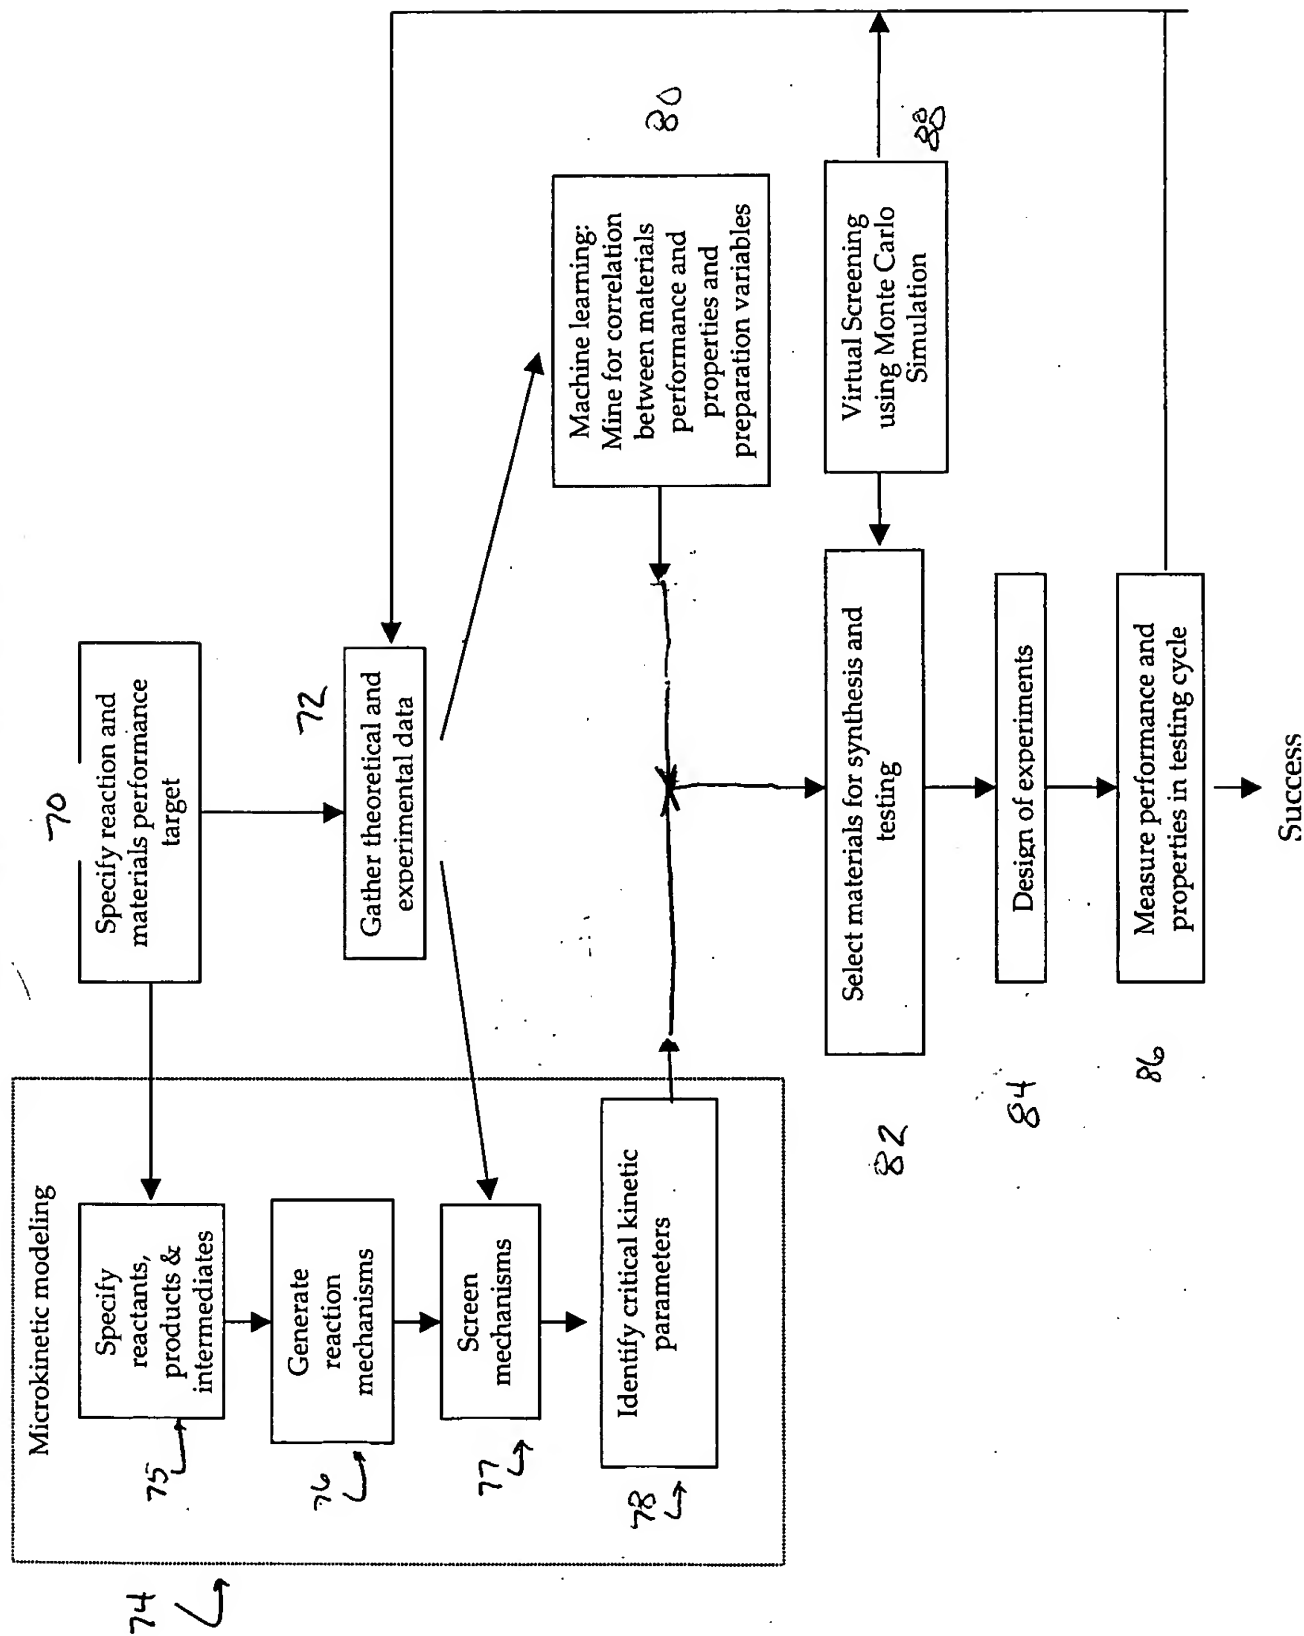 74
Microkinetic modeling
75
Specify
reactants,
products &
intermediates
76
Generate
reaction
mechanisms
77
Screen
mechanisms
78
Identify critical kinetic
parameters
70
Specify reaction and
materials performance
target
72
Gather theoretical and
experimental data
80
Machine learning:
Mine for correlation
between materials
performance and
properties and
preparation variables
82
Select materials for synthesis and
testing
88
Virtual Screening
using Monte Carlo
Simulation
84
Design of experiments
86
Measure performance and
properties in testing cycle
Success